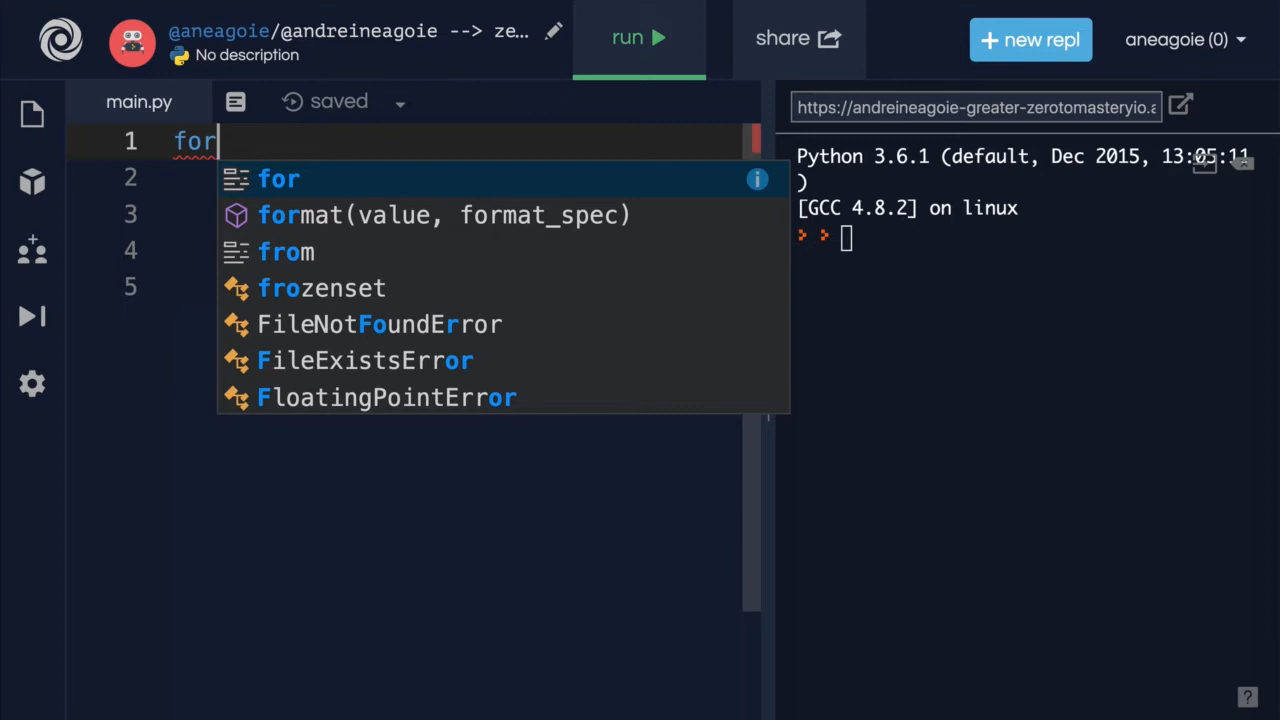 @aneagoie/@andreineagoie --> ze...
No description
run
share
+ new repl
aneagoie (0)
main.py
saved
1 for
2
3
4
5
for
format(value, format_spec)
from
frozenset
FileNotFoundError
FileExistsError
FloatingPointError
https://andreineagoie-greater-zerotomasteryio.a
Python 3.6.1 (default, Dec 2015, 13:05:11
)
[GCC 4.8.2] on linux
?